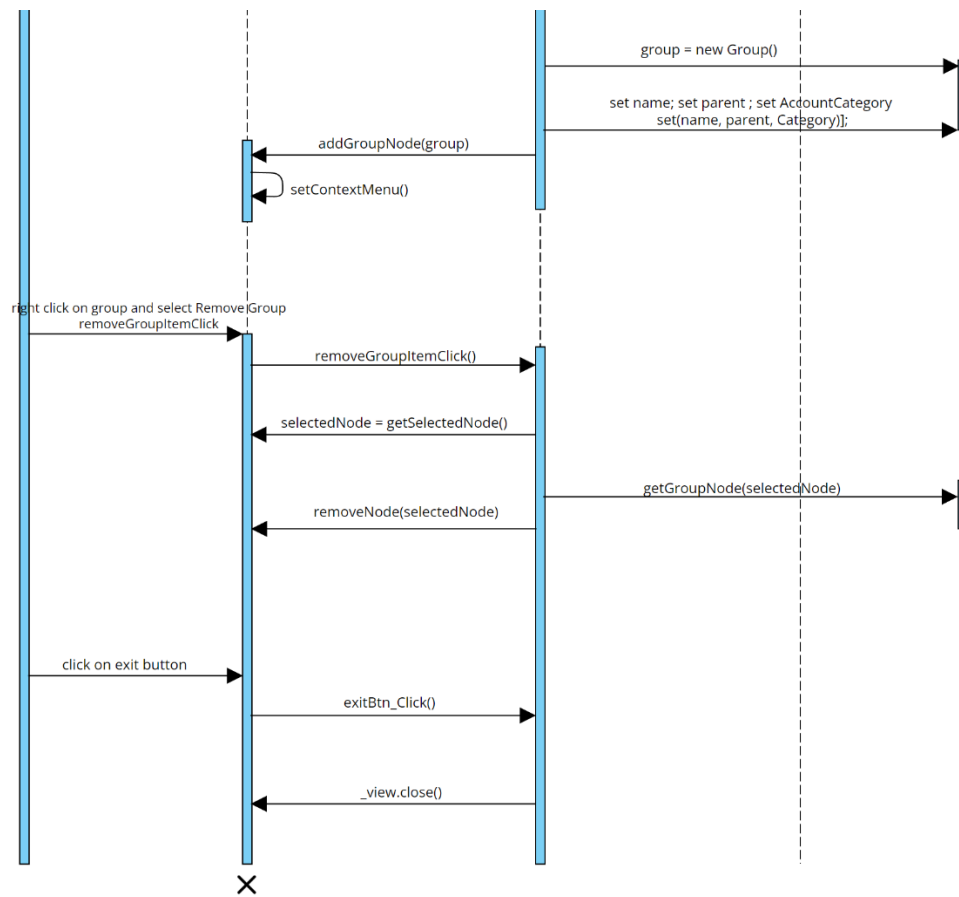 group = new Group()
set name; set parent ; set AccountCategory
set(name, parent, Category)];
addGroupNode(group)
setContextMenu()
right click on group and select Remove Group
removeGroupItemClick
removeGroupItemClick()
selectedNode = getSelectedNode()
getGroupNode(selectedNode)
removeNode(selectedNode)
click on exit button
exitBtn_Click()
_view.close()